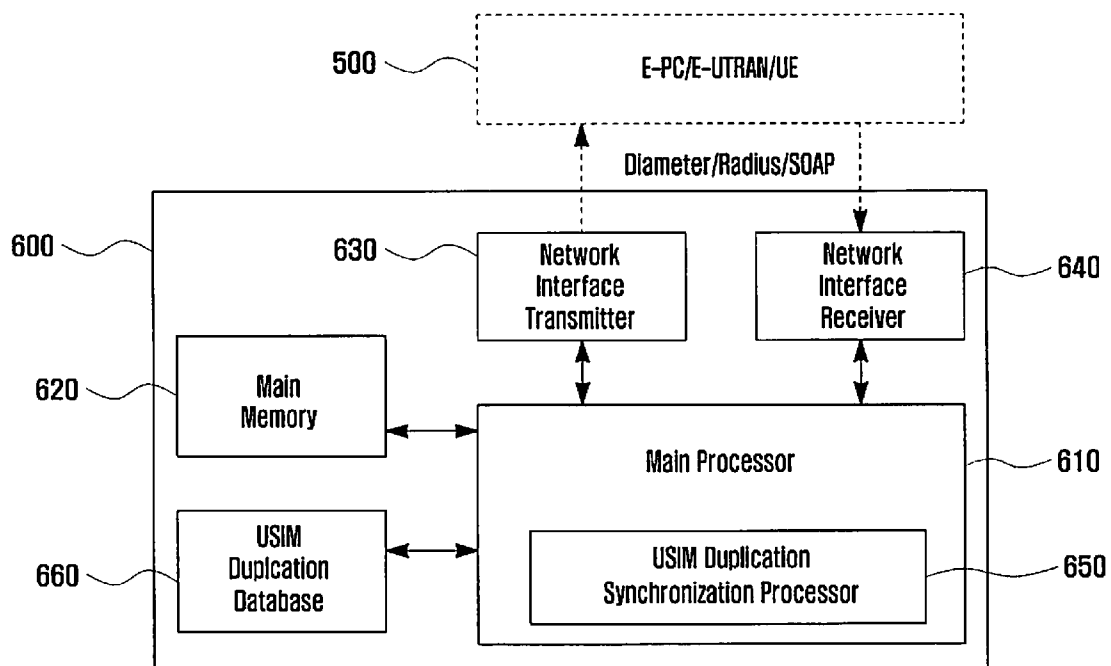 500
E-PC/E-UTRAN/UE
Diameter/Radius/SOAP
600
630
Network
Interface
Transmitter
Network
Interface
Receiver
640
620
Main
Memory
Main Processor
610
660
USIM
Duplcation
Database
USIM Duplication
Synchronization Processor
650